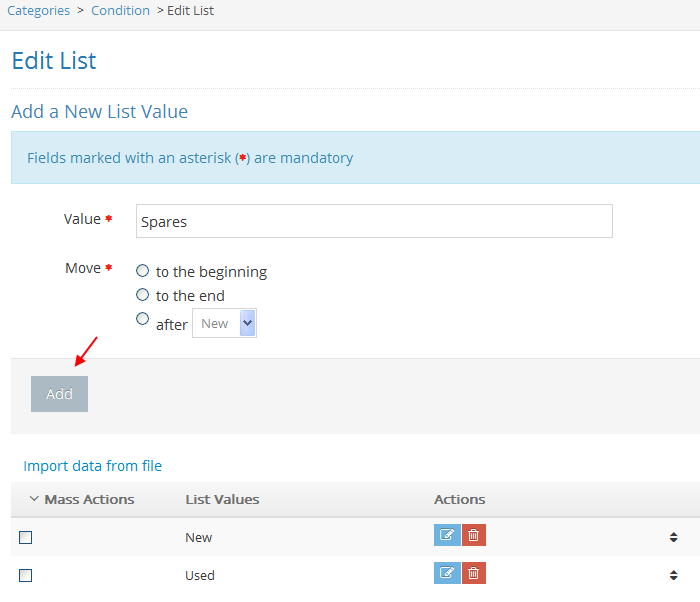 Categories > Condition > Edit List
Edit List
Add a New List Value
Fields marked with an asterisk (*) are mandatory
Value *
Spares
Move *
to the beginning
to the end
after New
Add
Import data from file
Mass Actions List Values Actions
New
Used